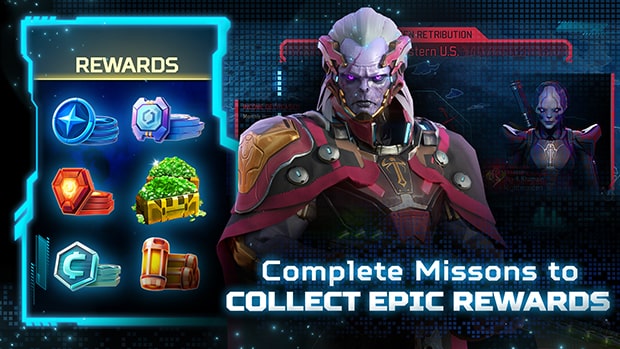 REWARDS
RETRIBUTION
U.S.
Complete Missons to
COLLECT EPIC REWARDS